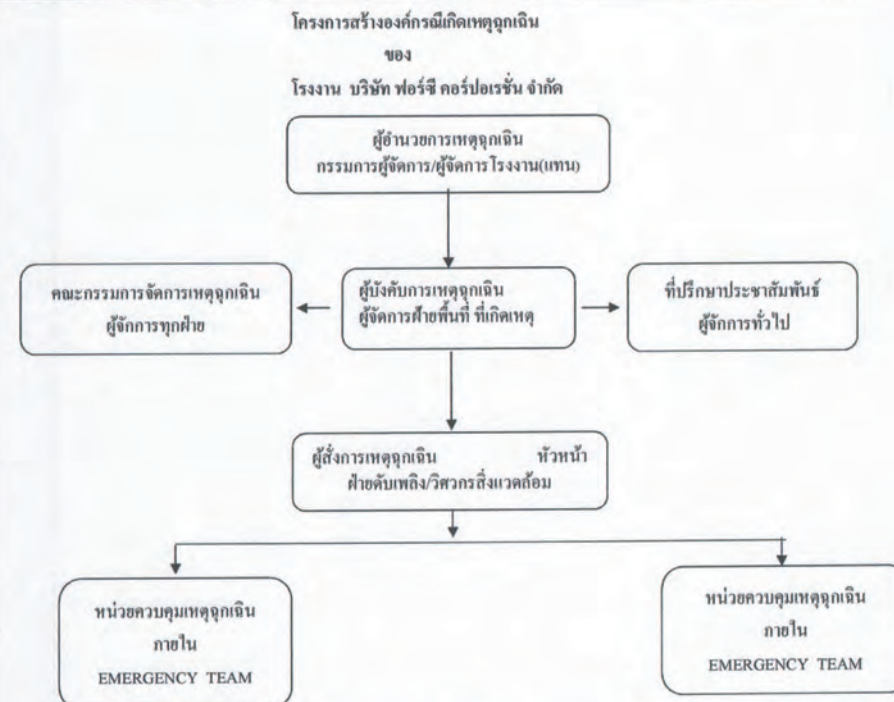 โครงการสร้างองค์กรณีเกิดเหตุฉุกเฉิน
ของ
โรงงาน บริษัท ฟอร์ซี คอร์ปอเรชั่น จำกัด
ผู้อำนวยการเหตุฉุกเฉิน
กรรมการผู้จัดการ/ผู้จัดการโรงงาน(แทน)
คณะกรรมการจัดการเหตุฉุกเฉิน
ผู้จักการทุกฝ่าย
ผู้บังคับการเหตุฉุกเฉิน
ผู้จัดการฝ่ายพื้นที่ ที่เกิดเหตุ
ที่ปรึกษาประชาสัมพันธ์
ผู้จักการทั่วไป
ผู้สั่งการเหตุฉุกเฉิน หัวหน้า
ฝ่ายดับเพลิง/วิศวกรสิ่งแวดล้อม
หน่วยควบคุมเหตุฉุกเฉิน
ภายใน
EMERGENCY TEAM
หน่วยควบคุมเหตุฉุกเฉิน
ภายใน
EMERGENCY TEAM